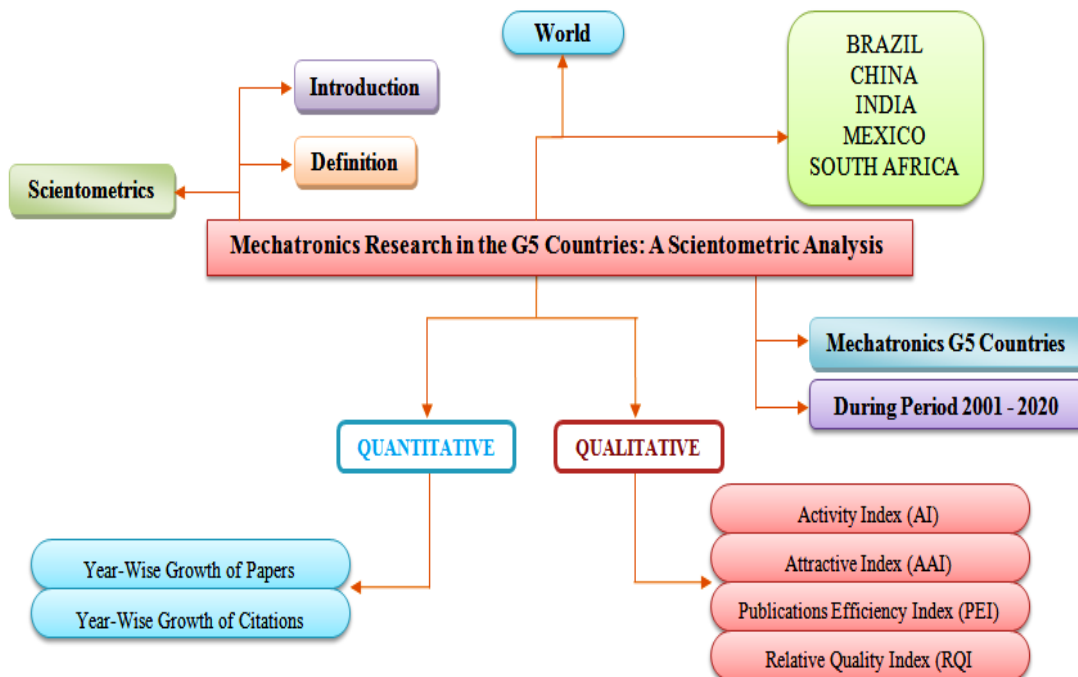 World
BRAZIL
CHINA
INDIA
MEXICO
SOUTH AFRICA
Introduction
Definition
Scientometrics
Mechatronics Research in the G5 Countries: A Scientometric Analysis
Mechatronics G5 Countries
During Period 2001 - 2020
QUANTITATIVE
QUALITATIVE
Year-Wise Growth of Papers
Year-Wise Growth of Citations
Activity Index (AI)
Attractive Index (AAI)
Publications Efficiency Index (PEI)
Relative Quality Index (RQI